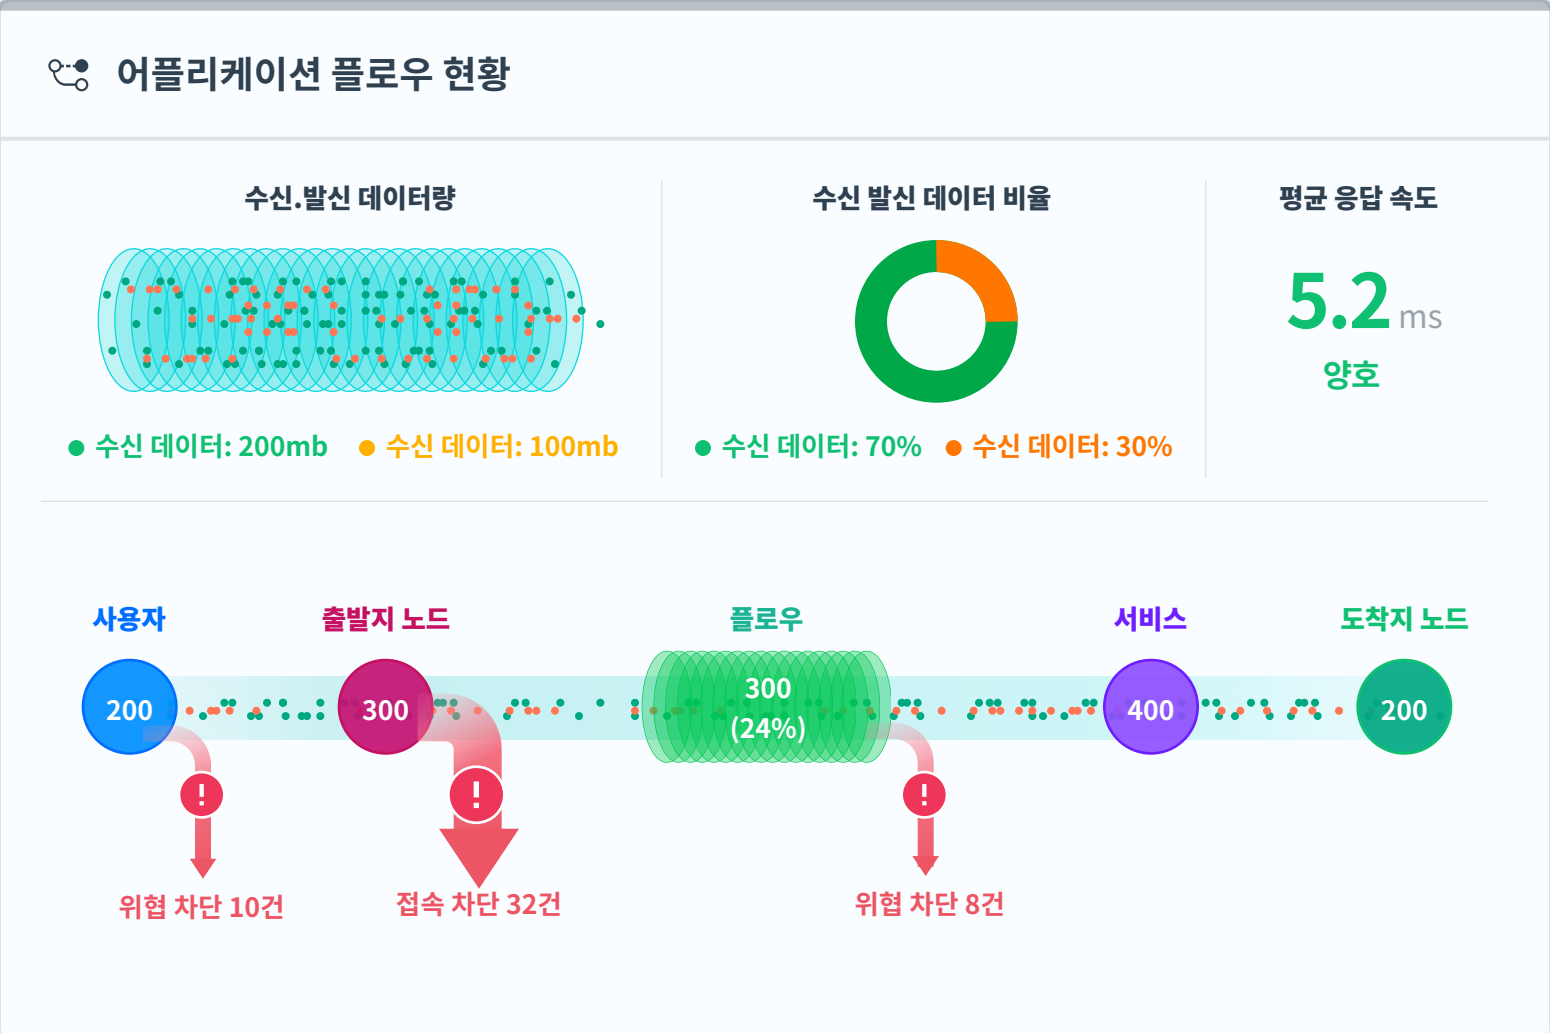 어플리케이션 플로우 현황
수신.발신 데이터량
수신 데이터: 200mb
수신 데이터: 100mb
수신 발신 데이터 비율
수신 데이터: 70%
수신 데이터: 30%
평균 응답 속도
5.2 ms
양호
사용자
출발지 노드
플로우
서비스
도착지 노드
200
300
300
(24%)
400
200
!
!
!
위협 차단 10건
접속 차단 32건
위협 차단 8건